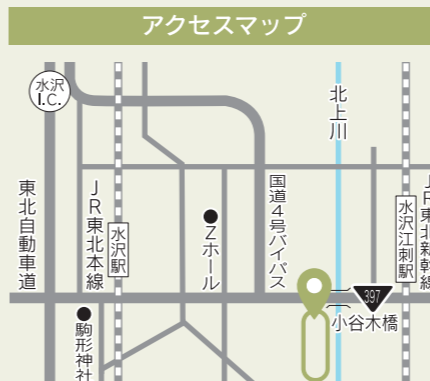 アクセスマップ
水沢
I.C.
東北自動車道
JR東北本線
水沢駅
Zホール
国道4号バイパス
北上川
JR東北新幹線
水沢江刺駅
397
小谷木橋
駒形神社